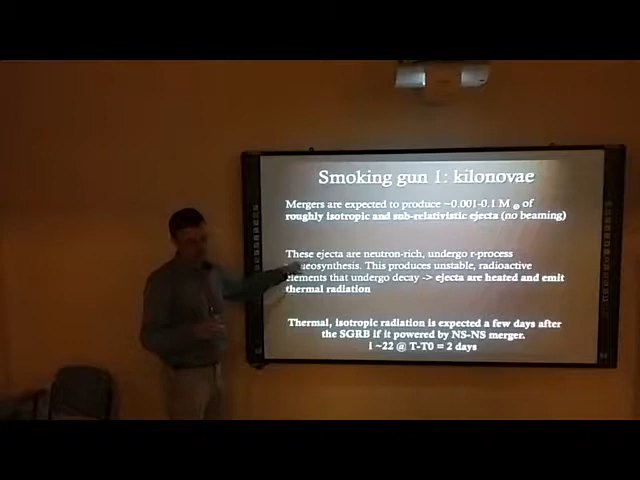 Smoking gun 1: kilonovae
Mergers are expected to produce ~0,001-0.1 M⊙ of
roughly isotropic and sub-relativistic ejecta (no beaming)
These ejecta are neutron-rich, undergo r-process
This produces unstable, radioactive
elements that undergo decay -> ejecta are heated and emit
thermal radiation
Thermal, isotropic radiation is expected a few days after
the SGRB if it powered by NS-NS merger.
i ~22 @ T-T0 = 2 days